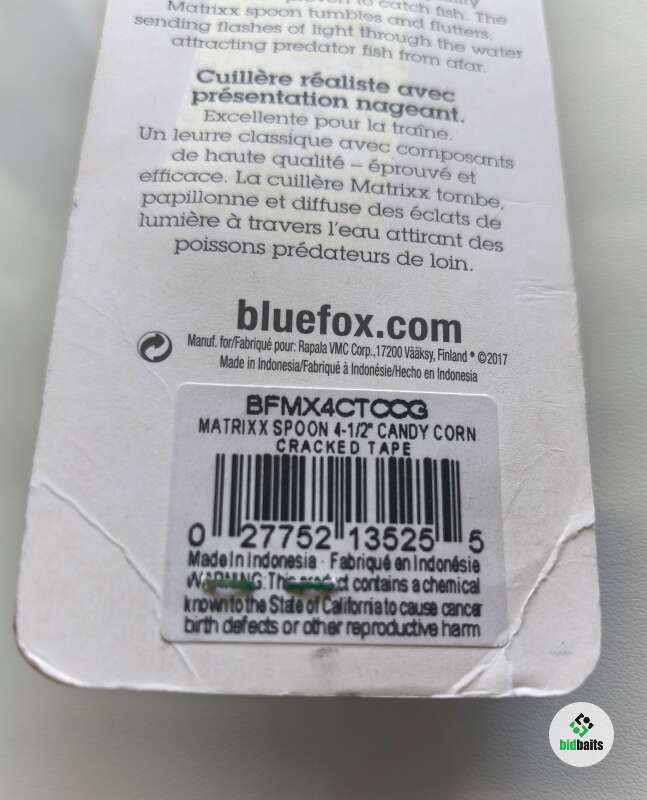 to catch fish. The
Matrixx spoon tumbles and flutters,
sending flashes of light through the water
attracting predator fish from afar.
Cuillère réaliste avec
présentation nageant.
Excellente pour la traîne.
Un leurre classique avec composants
de haute qualité – éprouvé et
efficace. La cuillère Matrixx tombe,
papillonne et diffuse des éclats de
lumière à travers l'eau attirant des
poissons prédateurs de loin.
bluefox.com
Manuf. for/Fabriqué pour: Rapala VMC Corp.,17200 Vääksy, Finland • ©2017
Made in Indonesia/Fabriqué à Indonésie/Hecho en Indonesia
BFMX4CTCCG
MATRIXX SPOON 4-1/2" CANDY CORN
CRACKED TAPE
0 27752 13525 5
Made in Indonesia · Fabriqué en Indonésie
WARNING: This product contains a chemical
known to the State of California to cause cancer
birth defects or other reproductive harm
bidbaits